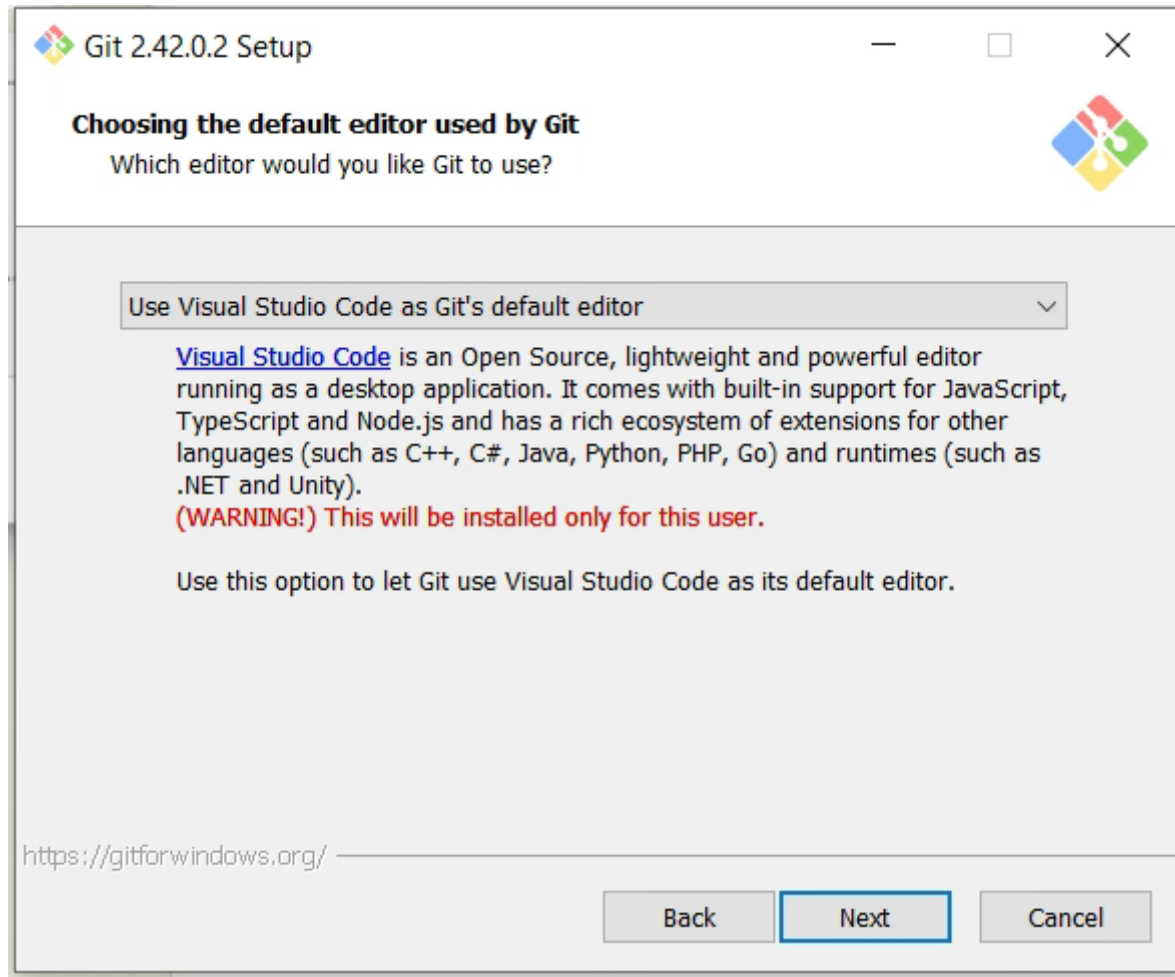 Git 2.42.0.2 Setup
Choosing the default editor used by Git
Which editor would you like Git to use?
Use Visual Studio Code as Git's default editor
Visual Studio Code is an Open Source, lightweight and powerful editor
running as a desktop application. It comes with built-in support for JavaScript,
TypeScript and Node.js and has a rich ecosystem of extensions for other
languages (such as C++, C#, Java, Python, PHP, Go) and runtimes (such as
.NET and Unity).
(WARNING!) This will be installed only for this user.
Use this option to let Git use Visual Studio Code as its default editor.
https://gitforwindows.org/
Back Next Cancel